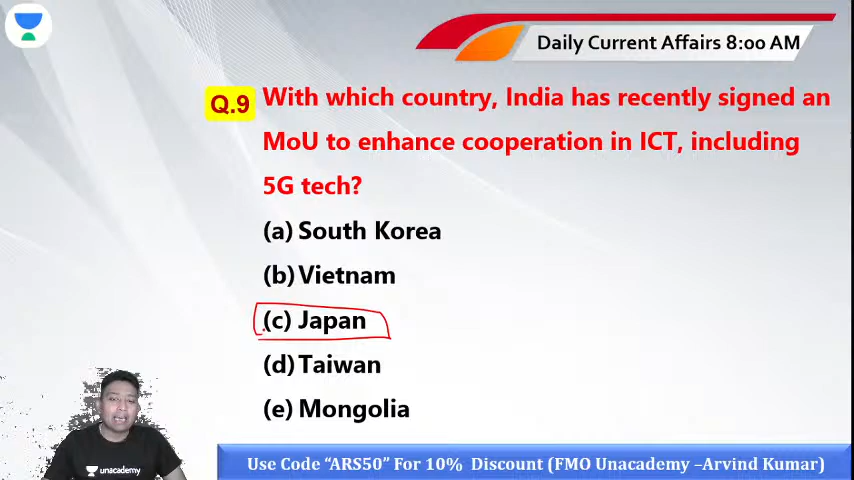 Daily Current Affairs 8:00 AM
Q.9 With which country, India has recently signed an
MoU to enhance cooperation in ICT, including
5G tech?
(a) South Korea
(b) Vietnam
(c) Japan
(d) Taiwan
(e) Mongolia
unacademy
Use Code “ARS50” For 10% Discount (FMO Unacademy –Arvind Kumar)